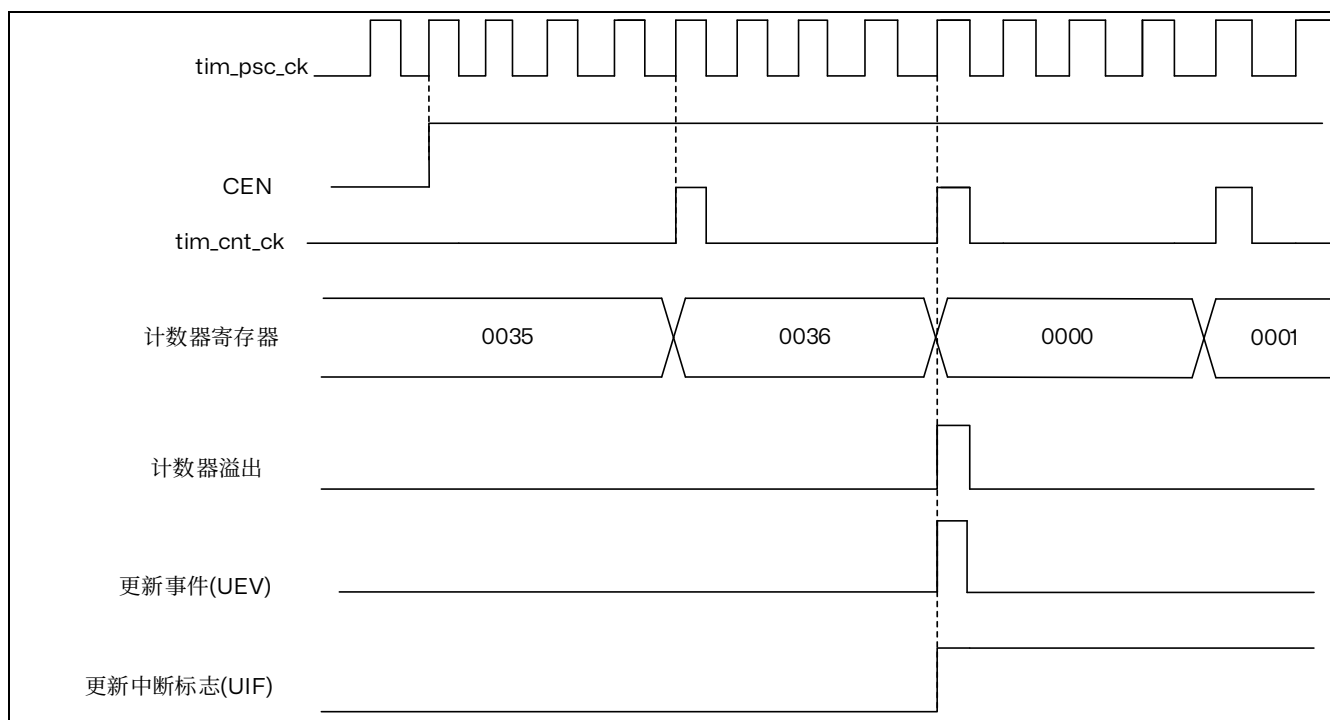 tim_psc_ck
CEN
tim_cnt_ck
计数器寄存器 0035 0036 0000 0001
计数器溢出
更新事件(UEV)
更新中断标志(UIF)